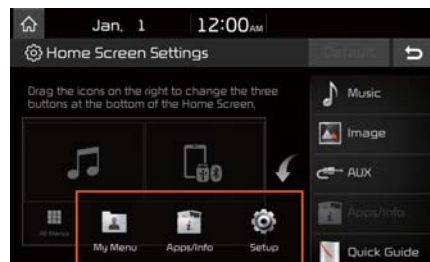 Jan. 1 12:00 AM
Home Screen Settings
Default
Drag the icons on the right to change the three
buttons at the bottom of the Home Screen.
Music
Image
AUX
Apps/Info
Quick Guide
All Menus
My Menu
Apps/Info
Setup